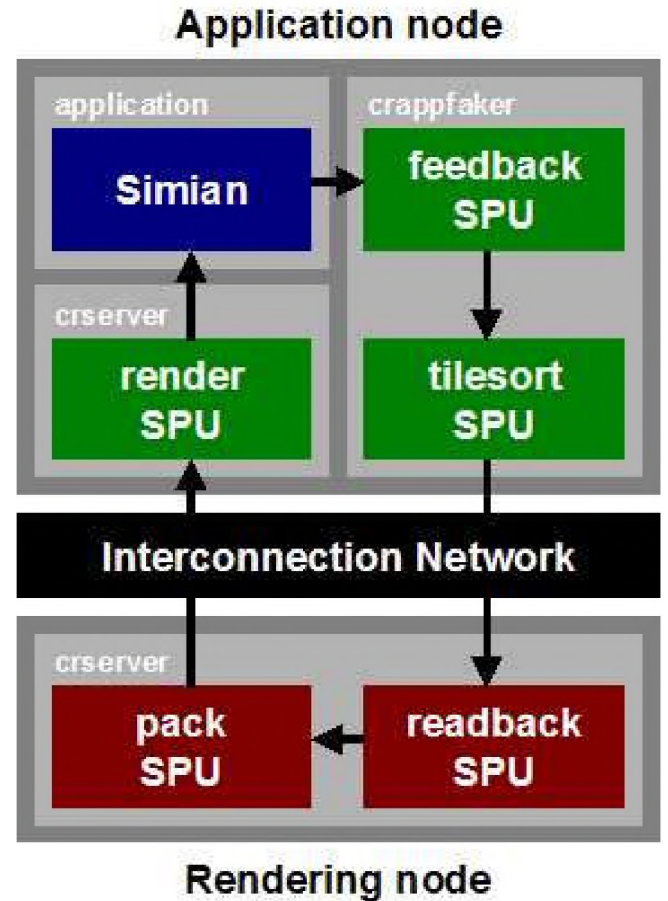 Application node
application
Simian
crappfaker
feedback
SPU
crserver
render
SPU
tilesort
SPU
Interconnection Network
crserver
pack
SPU
readback
SPU
Rendering node